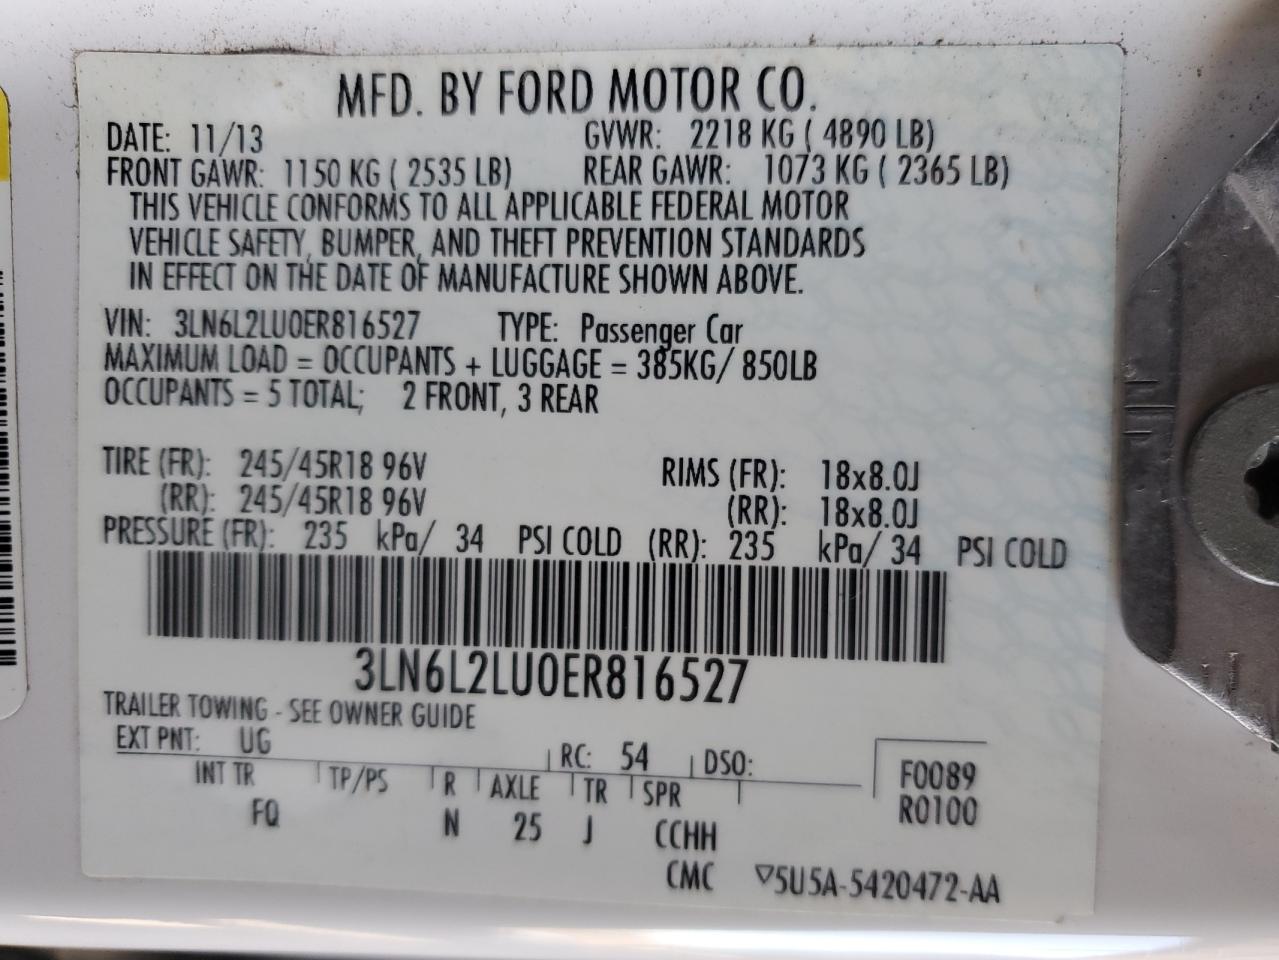 MFD. BY FORD MOTOR CO.
DATE: 11/13 GVWR: 2218 KG ( 4890 LB)
FRONT GAWR: 1150 KG ( 2535 LB) REAR GAWR: 1073 KG ( 2365 LB)
THIS VEHICLE CONFORMS TO ALL APPLICABLE FEDERAL MOTOR
VEHICLE SAFETY, BUMPER, AND THEFT PREVENTION STANDARDS
IN EFFECT ON THE DATE OF MANUFACTURE SHOWN ABOVE.
VIN: 3LN6L2LU0ER816527 TYPE: Passenger Car
MAXIMUM LOAD = OCCUPANTS + LUGGAGE = 385KG/ 850LB
OCCUPANTS = 5 TOTAL; 2 FRONT, 3 REAR
TIRE (FR): 245/45R18 96V RIMS (FR): 18x8.0J
(RR): 245/45R18 96V (RR): 18x8.0J
PRESSURE (FR): 235 kPa/ 34 PSI COLD (RR): 235 kPa/ 34 PSI COLD
3LN6L2LU0ER816527
TRAILER TOWING - SEE OWNER GUIDE
EXT PNT: UG RC: 54 DSO:
INT TR TP/PS R AXLE TR SPR F0089
FQ N 25 J CCHH R0100
CMC ▽5U5A-5420472-AA